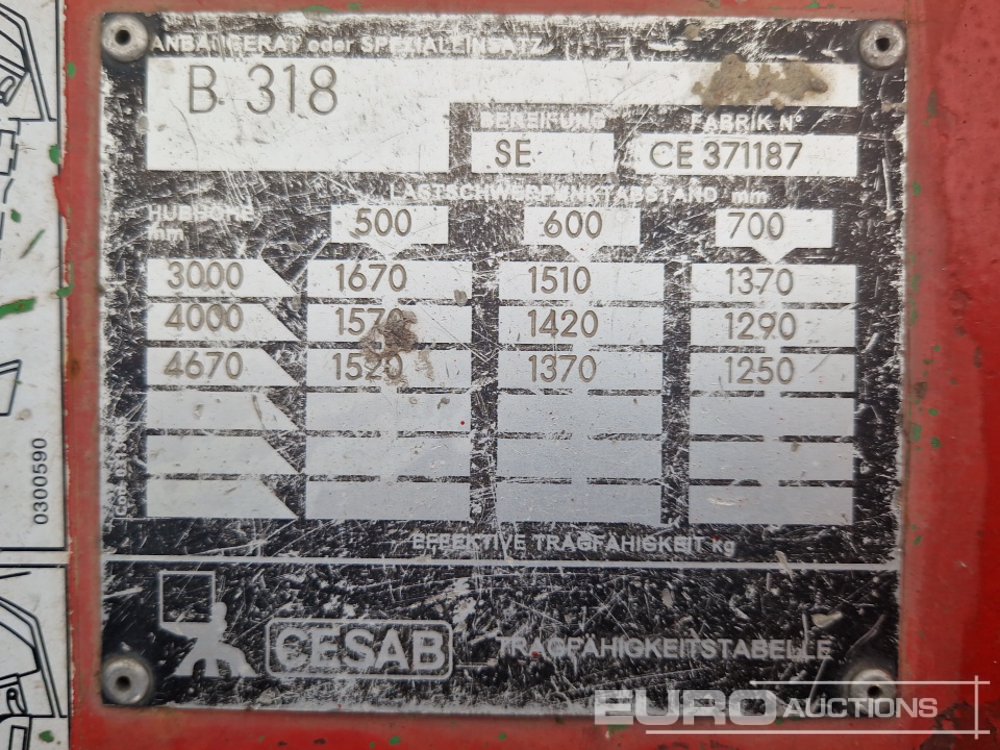 ANBAUGERÄT oder SPEZIALEINSATZ
B 318
BEREIFUNG FABRIK N°
SE CE 371187
LASTSCHWERPUNKTABSTAND mm
HUBHÖHE
mm
500 600 700
3000 1670 1510 1370
4000 1570 1420 1290
4670 1520 1370 1250
EFFEKTIVE TRAGFÄHIGKEIT kg
CESAB TRAGFÄHIGKEITSTABELLE
0300590
EURO AUCTIONS